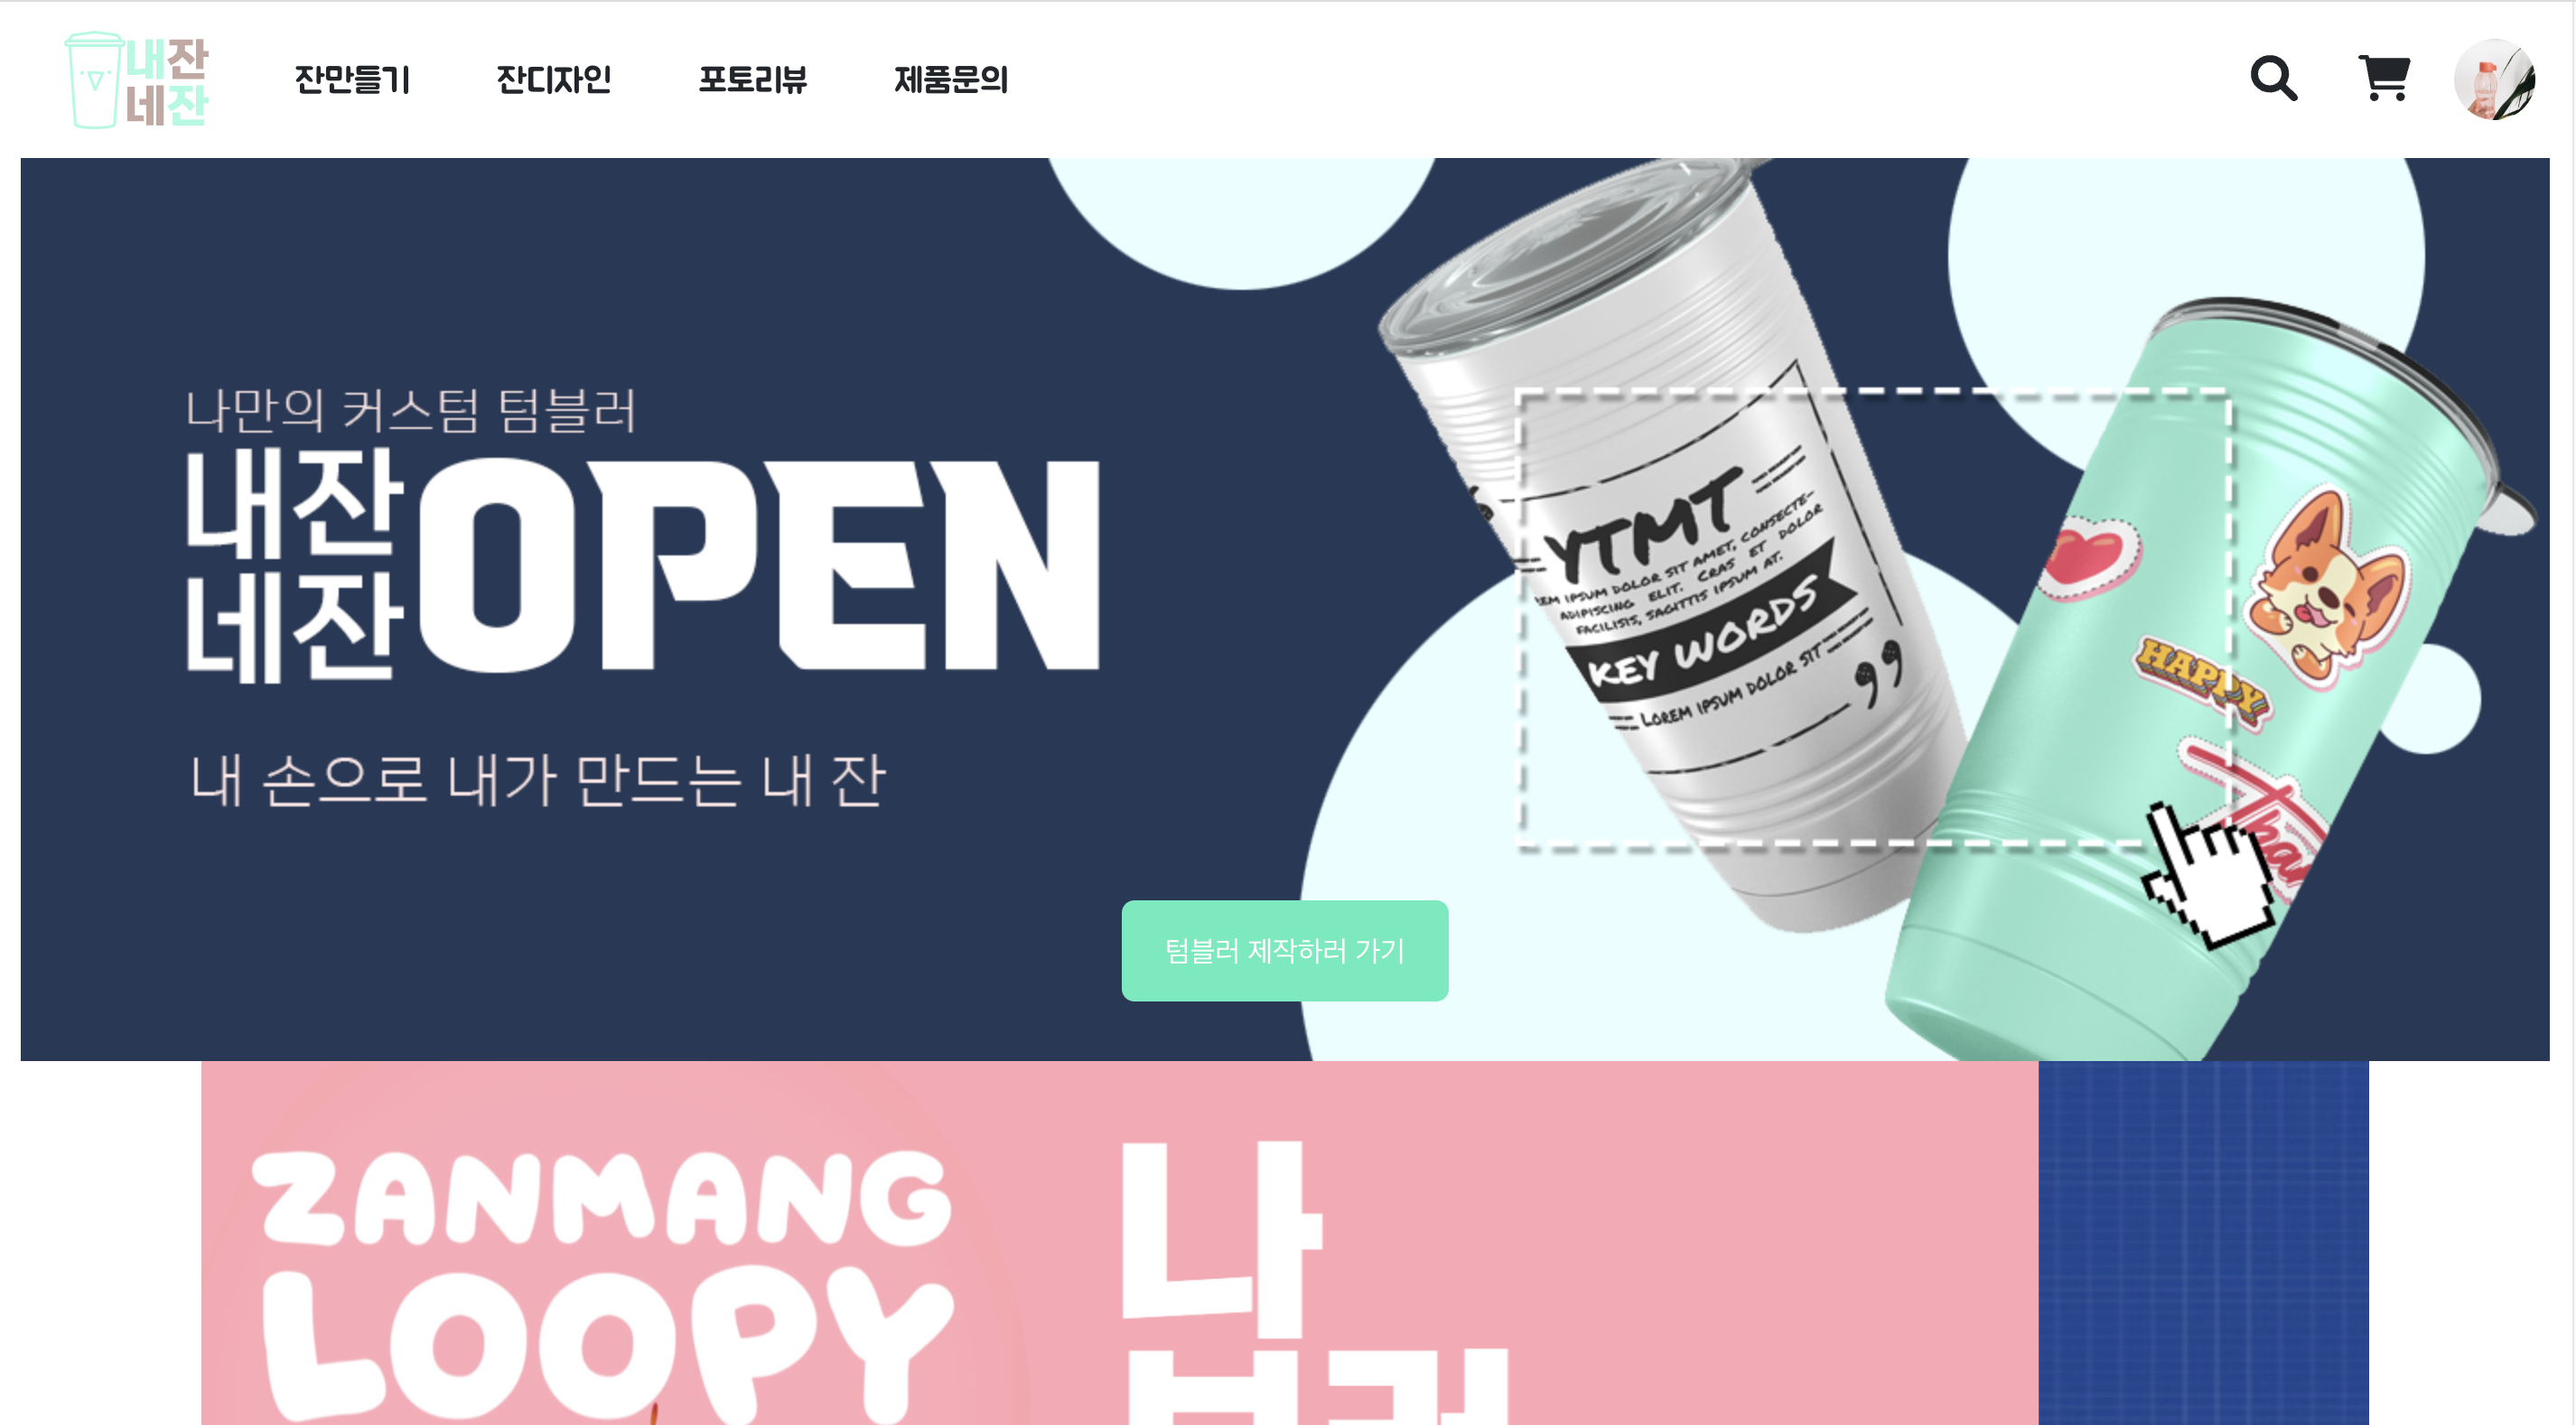 내잔
네잔
잔만들기
잔디자인
포토리뷰
제품문의
나만의 커스텀 텀블러
내잔
네잔
OPEN
내 손으로 내가 만드는 내 잔
YTMT
LOREM IPSUM DOLOR SIT AMET, CONSECTE-
ADIPISCING ELIT. CRAS ET DOLOR
FACILISIS, SAGITTIS IPSUM AT.
KEY WORDS
LOREM IPSUM DOLOR SIT
”
HAPPY
텀블러 제작하러 가기
ZANMANG
LOOPY
나